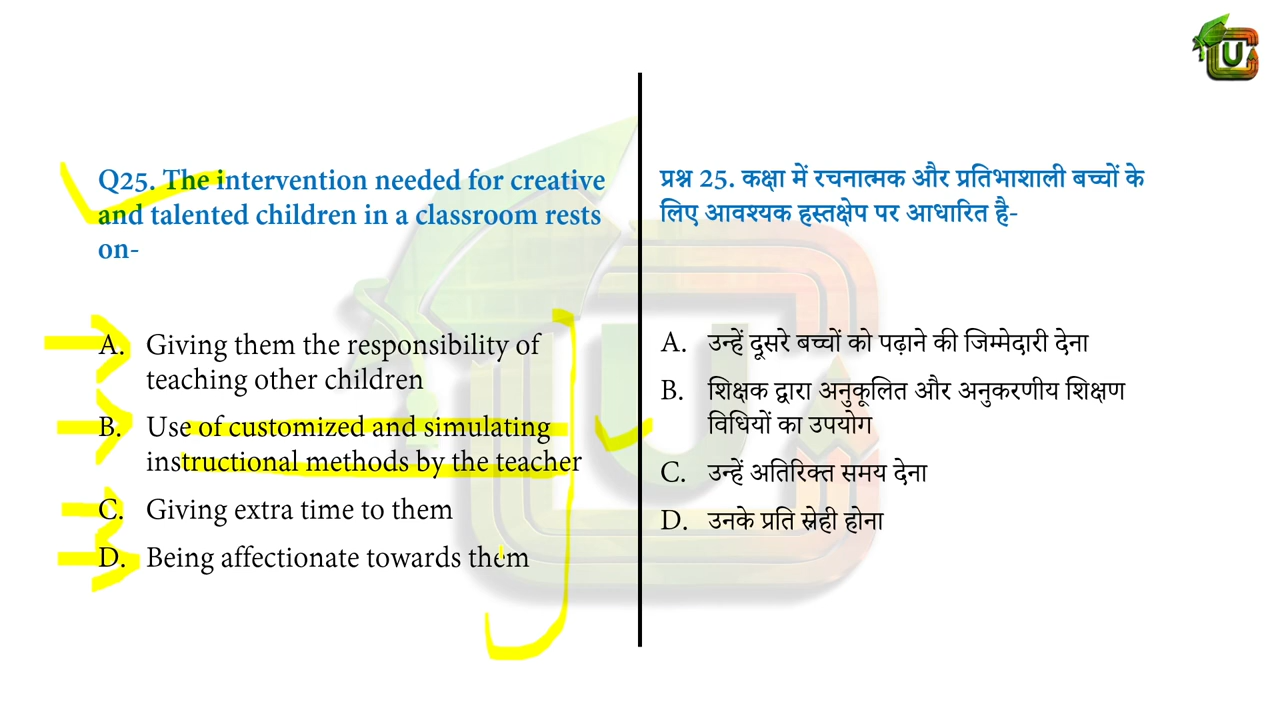 Q25. The intervention needed for creative
and talented children in a classroom rests
on-
A. Giving them the responsibility of
teaching other children
B. Use of customized and simulating
instructional methods by the teacher
C. Giving extra time to them
D. Being affectionate towards them
प्रश्न 25. कक्षा में रचनात्मक और प्रतिभाशाली बच्चों के
लिए आवश्यक हस्तक्षेप पर आधारित है-
A. उन्हें दूसरे बच्चों को पढ़ाने की जिम्मेदारी देना
B. शिक्षक द्वारा अनुकूलित और अनुकरणीय शिक्षण
विधियों का उपयोग
C. उन्हें अतिरिक्त समय देना
D. उनके प्रति स्नेही होना
U